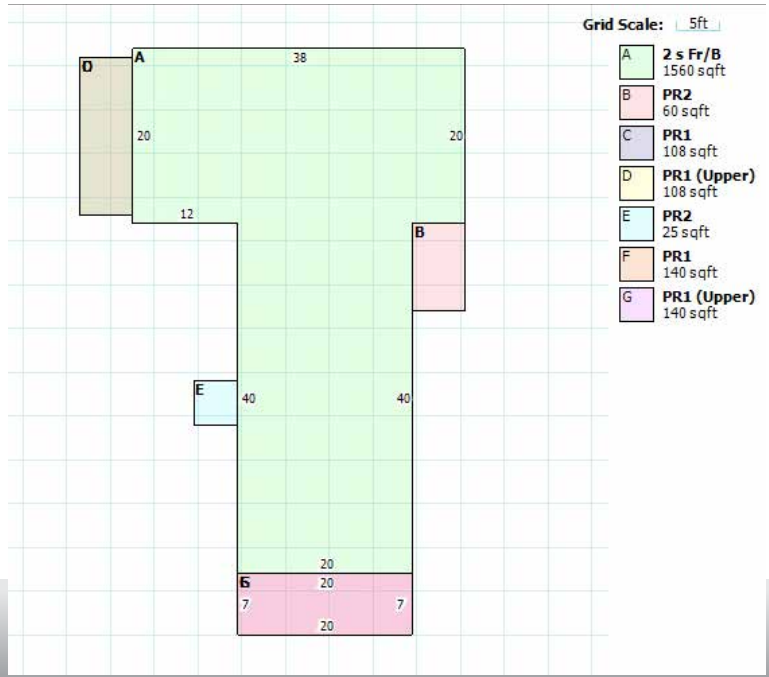 Grid Scale: 5ft
A 2 s Fr/B
1560 sqft
B PR2
60 sqft
C PR1
108 sqft
D PR1 (Upper)
108 sqft
E PR2
25 sqft
F PR1
140 sqft
G PR1 (Upper)
140 sqft
A
38
20
20
12
B
E
40
40
20
20
7
7
20